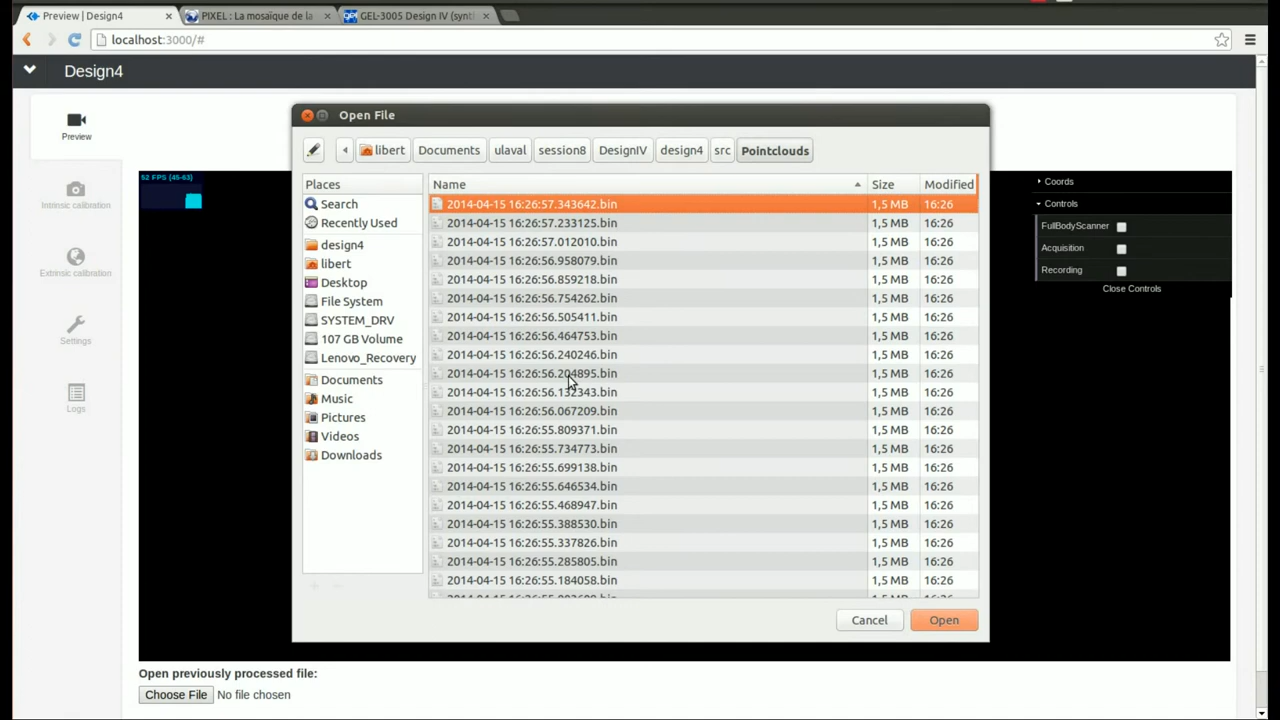 Preview | Design4
PIXEL : La mosaïque de la
GEL-3005 Design IV (synt
localhost:3000/#
Design4
Preview
Intrinsic calibration
Extrinsic calibration
Settings
Logs
52 FPS (45-63)
Open File
libert Documents ulaval session8 DesignIV design4 src Pointclouds
Places
Search
Recently Used
design4
libert
Desktop
File System
SYSTEM_DRV
107 GB Volume
Lenovo_Recovery
Documents
Music
Pictures
Videos
Downloads
Name Size Modified
2014-04-15 16:26:57.343642.bin 1,5 MB 16:26
2014-04-15 16:26:57.233125.bin 1,5 MB 16:26
2014-04-15 16:26:57.012010.bin 1,5 MB 16:26
2014-04-15 16:26:56.958079.bin 1,5 MB 16:26
2014-04-15 16:26:56.859218.bin 1,5 MB 16:26
2014-04-15 16:26:56.754262.bin 1,5 MB 16:26
2014-04-15 16:26:56.505411.bin 1,5 MB 16:26
2014-04-15 16:26:56.464753.bin 1,5 MB 16:26
2014-04-15 16:26:56.240246.bin 1,5 MB 16:26
2014-04-15 16:26:56.204895.bin 1,5 MB 16:26
2014-04-15 16:26:56.132343.bin 1,5 MB 16:26
2014-04-15 16:26:56.067209.bin 1,5 MB 16:26
2014-04-15 16:26:55.809371.bin 1,5 MB 16:26
2014-04-15 16:26:55.734773.bin 1,5 MB 16:26
2014-04-15 16:26:55.699138.bin 1,5 MB 16:26
2014-04-15 16:26:55.646534.bin 1,5 MB 16:26
2014-04-15 16:26:55.468947.bin 1,5 MB 16:26
2014-04-15 16:26:55.388530.bin 1,5 MB 16:26
2014-04-15 16:26:55.337826.bin 1,5 MB 16:26
2014-04-15 16:26:55.285805.bin 1,5 MB 16:26
2014-04-15 16:26:55.184058.bin 1,5 MB 16:26
Cancel Open
Coords
Controls
FullBodyScanner
Acquisition
Recording
Close Controls
Open previously processed file:
Choose File No file chosen